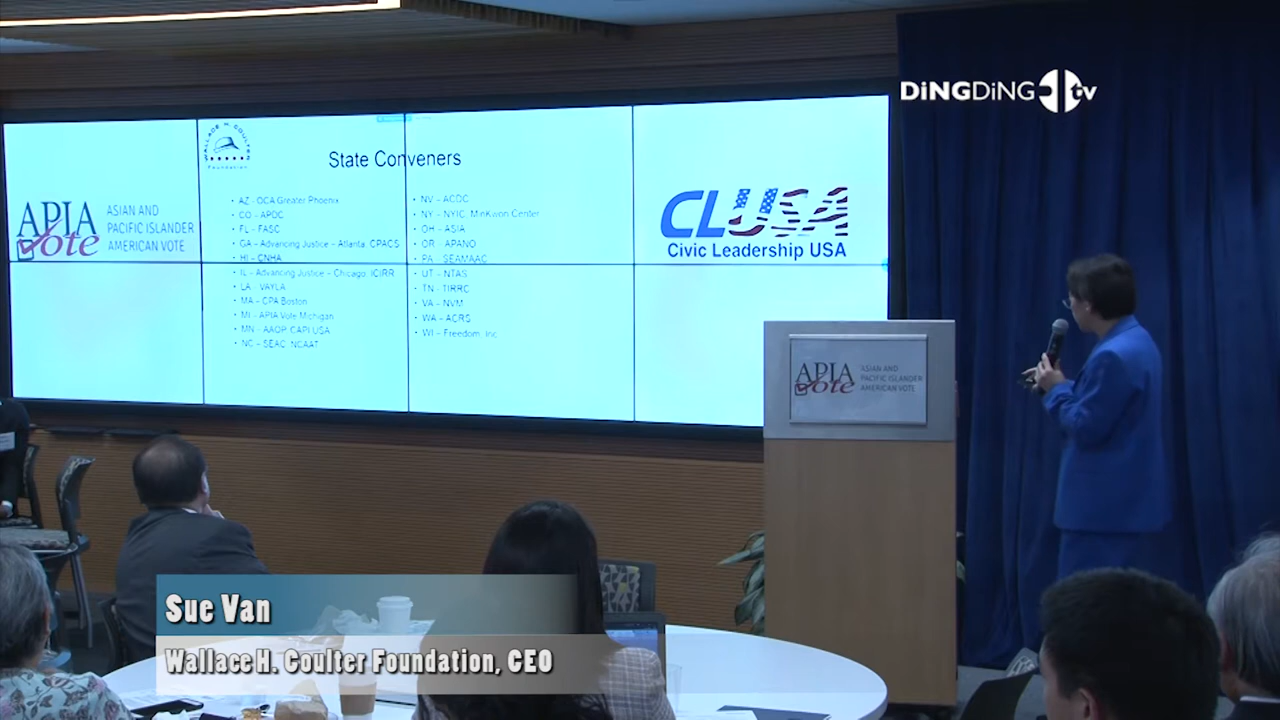 DiNGDiNG tv
WALLACE H. COULTER
Foundation
State Conveners
APIA
Vote
ASIAN AND
PACIFIC ISLANDER
AMERICAN VOTE
• AZ - OCA Greater Phoenix
• CO - APDC
• FL - FASC
• GA - Advancing Justice - Atlanta, CPACS
• HI - CNHA
• IL - Advancing Justice - Chicago, ICIRR
• LA - VAYLA
• MA - CPA Boston
• MI - APIA Vote Michigan
• MN - AAOP, CAPI USA
• NC - SEAC, NCAAT
• NV - ACDC
• NY - NYIC, MinKwon Center
• OH - ASIA
• OR - APANO
• PA - SEAMAAC
• UT - NTAS
• TN - TIRRC
• VA - NVM
• WA - ACRS
• WI - Freedom, Inc
CLUSA
Civic Leadership USA
APIA
Vote
ASIAN AND
PACIFIC ISLANDER
AMERICAN VOTE
Sue Van
Wallace H. Coulter Foundation, CEO